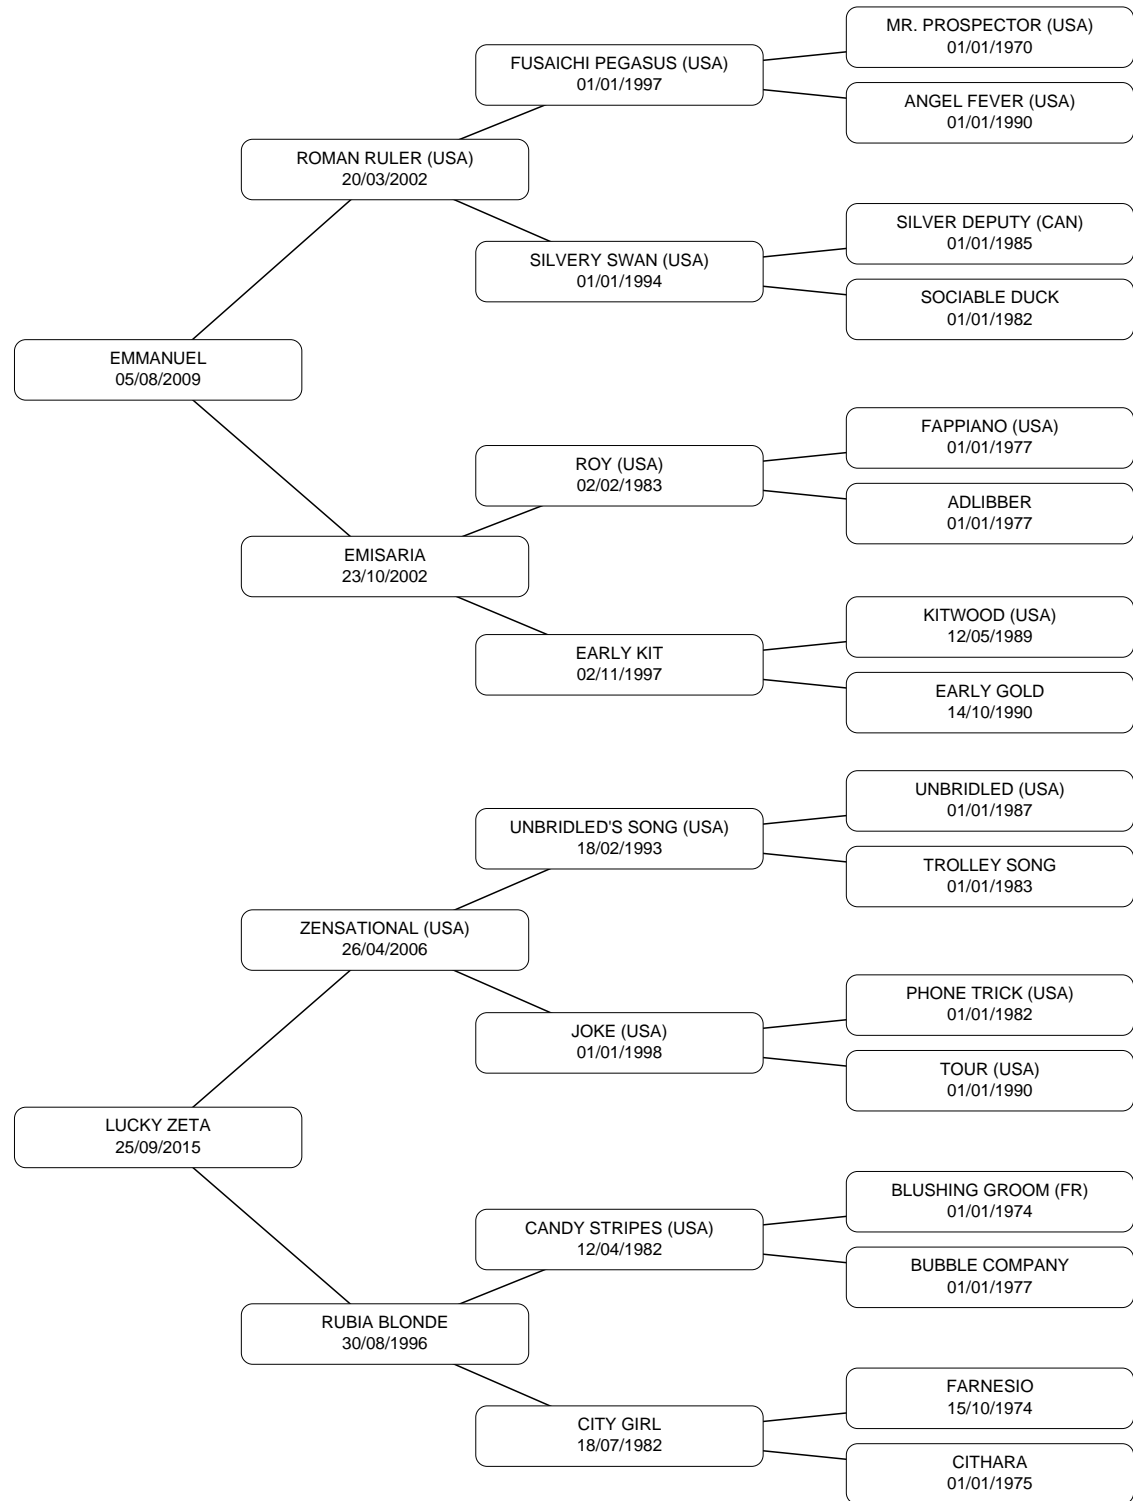 MR. PROSPECTOR (USA)
01/01/1970
FUSAICHI PEGASUS (USA)
01/01/1997
ANGEL FEVER (USA)
01/01/1990
ROMAN RULER (USA)
20/03/2002
SILVER DEPUTY (CAN)
01/01/1985
SILVERY SWAN (USA)
01/01/1994
SOCIABLE DUCK
01/01/1982
EMMANUEL
05/08/2009
FAPPIANO (USA)
01/01/1977
ROY (USA)
02/02/1983
ADLIBBER
01/01/1977
EMISARIA
23/10/2002
KITWOOD (USA)
12/05/1989
EARLY KIT
02/11/1997
EARLY GOLD
14/10/1990
UNBRIDLED (USA)
01/01/1987
UNBRIDLED'S SONG (USA)
18/02/1993
TROLLEY SONG
01/01/1983
ZENSATIONAL (USA)
26/04/2006
PHONE TRICK (USA)
01/01/1982
JOKE (USA)
01/01/1998
TOUR (USA)
01/01/1990
LUCKY ZETA
25/09/2015
BLUSHING GROOM (FR)
01/01/1974
CANDY STRIPES (USA)
12/04/1982
BUBBLE COMPANY
01/01/1977
RUBIA BLONDE
30/08/1996
FARNESIO
15/10/1974
CITY GIRL
18/07/1982
CITHARA
01/01/1975